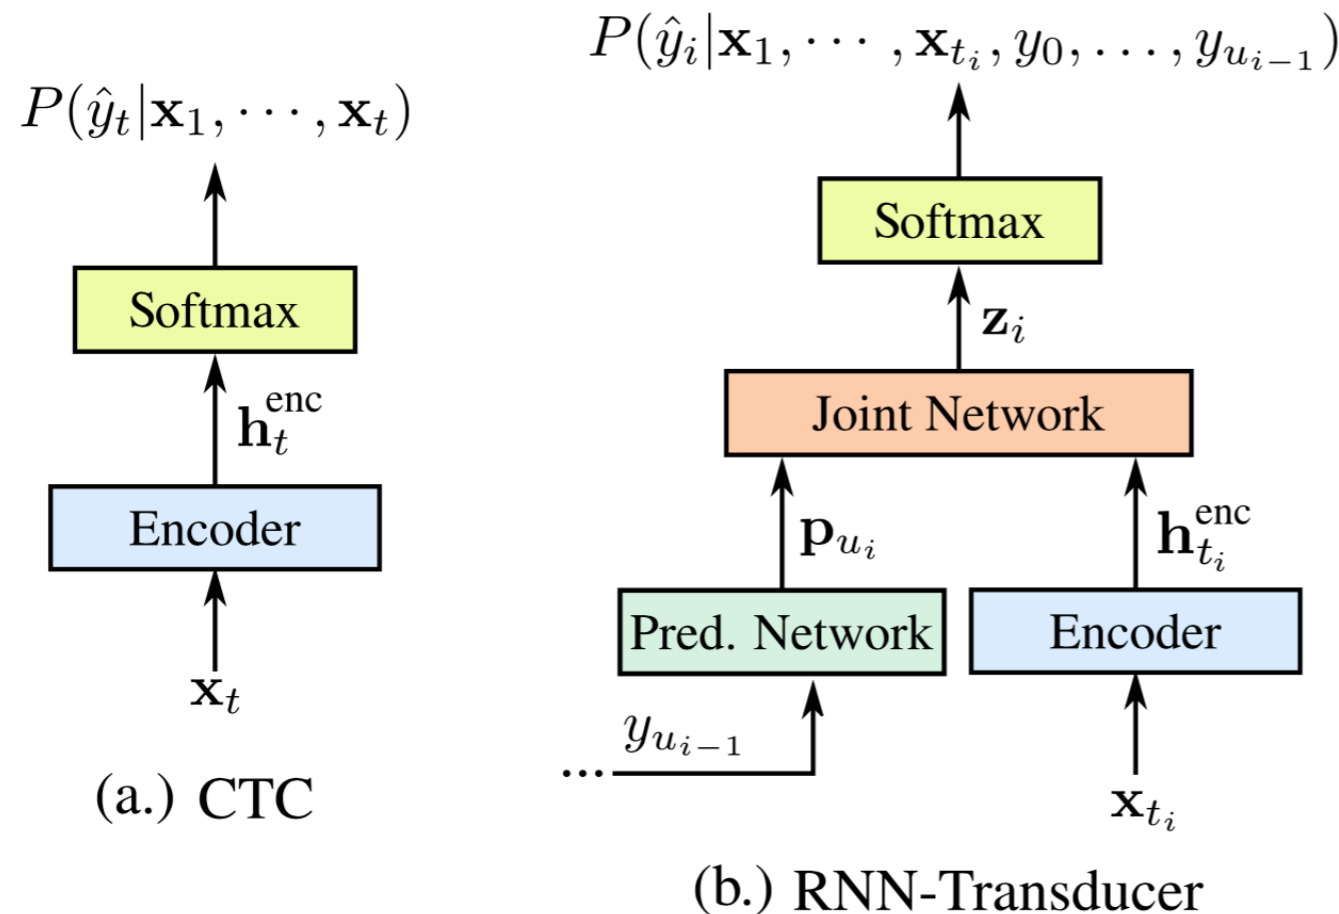 P(ŷ_t|x_1, ⋯, x_t)
Softmax
h_t^enc
Encoder
x_t
(a.) CTC
P(ŷ_i|x_1, ⋯, x_{t_i}, y_0, …, y_{u_{i−1}})
Softmax
z_i
Joint Network
p_{u_i} h_{t_i}^enc
Pred. Network Encoder
… y_{u_{i−1}}
x_{t_i}
(b.) RNN-Transducer